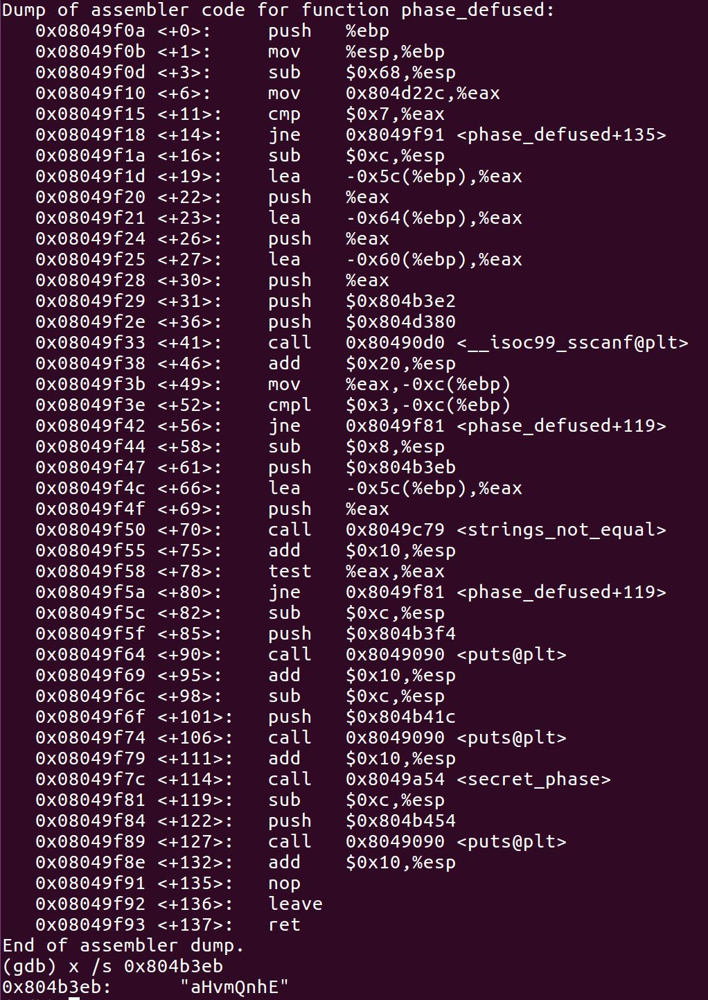 Dump of assembler code for function phase_defused:
   0x08049f0a <+0>:	push   %ebp
   0x08049f0b <+1>:	mov    %esp,%ebp
   0x08049f0d <+3>:	sub    $0x68,%esp
   0x08049f10 <+6>:	mov    0x804d22c,%eax
   0x08049f15 <+11>:	cmp    $0x7,%eax
   0x08049f18 <+14>:	jne    0x8049f91 <phase_defused+135>
   0x08049f1a <+16>:	sub    $0xc,%esp
   0x08049f1d <+19>:	lea    -0x5c(%ebp),%eax
   0x08049f20 <+22>:	push   %eax
   0x08049f21 <+23>:	lea    -0x64(%ebp),%eax
   0x08049f24 <+26>:	push   %eax
   0x08049f25 <+27>:	lea    -0x60(%ebp),%eax
   0x08049f28 <+30>:	push   %eax
   0x08049f29 <+31>:	push   $0x804b3e2
   0x08049f2e <+36>:	push   $0x804d380
   0x08049f33 <+41>:	call   0x80490d0 <__isoc99_sscanf@plt>
   0x08049f38 <+46>:	add    $0x20,%esp
   0x08049f3b <+49>:	mov    %eax,-0xc(%ebp)
   0x08049f3e <+52>:	cmpl   $0x3,-0xc(%ebp)
   0x08049f42 <+56>:	jne    0x8049f81 <phase_defused+119>
   0x08049f44 <+58>:	sub    $0x8,%esp
   0x08049f47 <+61>:	push   $0x804b3eb
   0x08049f4c <+66>:	lea    -0x5c(%ebp),%eax
   0x08049f4f <+69>:	push   %eax
   0x08049f50 <+70>:	call   0x8049c79 <strings_not_equal>
   0x08049f55 <+75>:	add    $0x10,%esp
   0x08049f58 <+78>:	test   %eax,%eax
   0x08049f5a <+80>:	jne    0x8049f81 <phase_defused+119>
   0x08049f5c <+82>:	sub    $0xc,%esp
   0x08049f5f <+85>:	push   $0x804b3f4
   0x08049f64 <+90>:	call   0x8049090 <puts@plt>
   0x08049f69 <+95>:	add    $0x10,%esp
   0x08049f6c <+98>:	sub    $0xc,%esp
   0x08049f6f <+101>:	push   $0x804b41c
   0x08049f74 <+106>:	call   0x8049090 <puts@plt>
   0x08049f79 <+111>:	add    $0x10,%esp
   0x08049f7c <+114>:	call   0x8049a54 <secret_phase>
   0x08049f81 <+119>:	sub    $0xc,%esp
   0x08049f84 <+122>:	push   $0x804b454
   0x08049f89 <+127>:	call   0x8049090 <puts@plt>
   0x08049f8e <+132>:	add    $0x10,%esp
   0x08049f91 <+135>:	nop
   0x08049f92 <+136>:	leave
   0x08049f93 <+137>:	ret
End of assembler dump.
(gdb) x /s 0x804b3eb
0x804b3eb:	"aHvmQnhE"